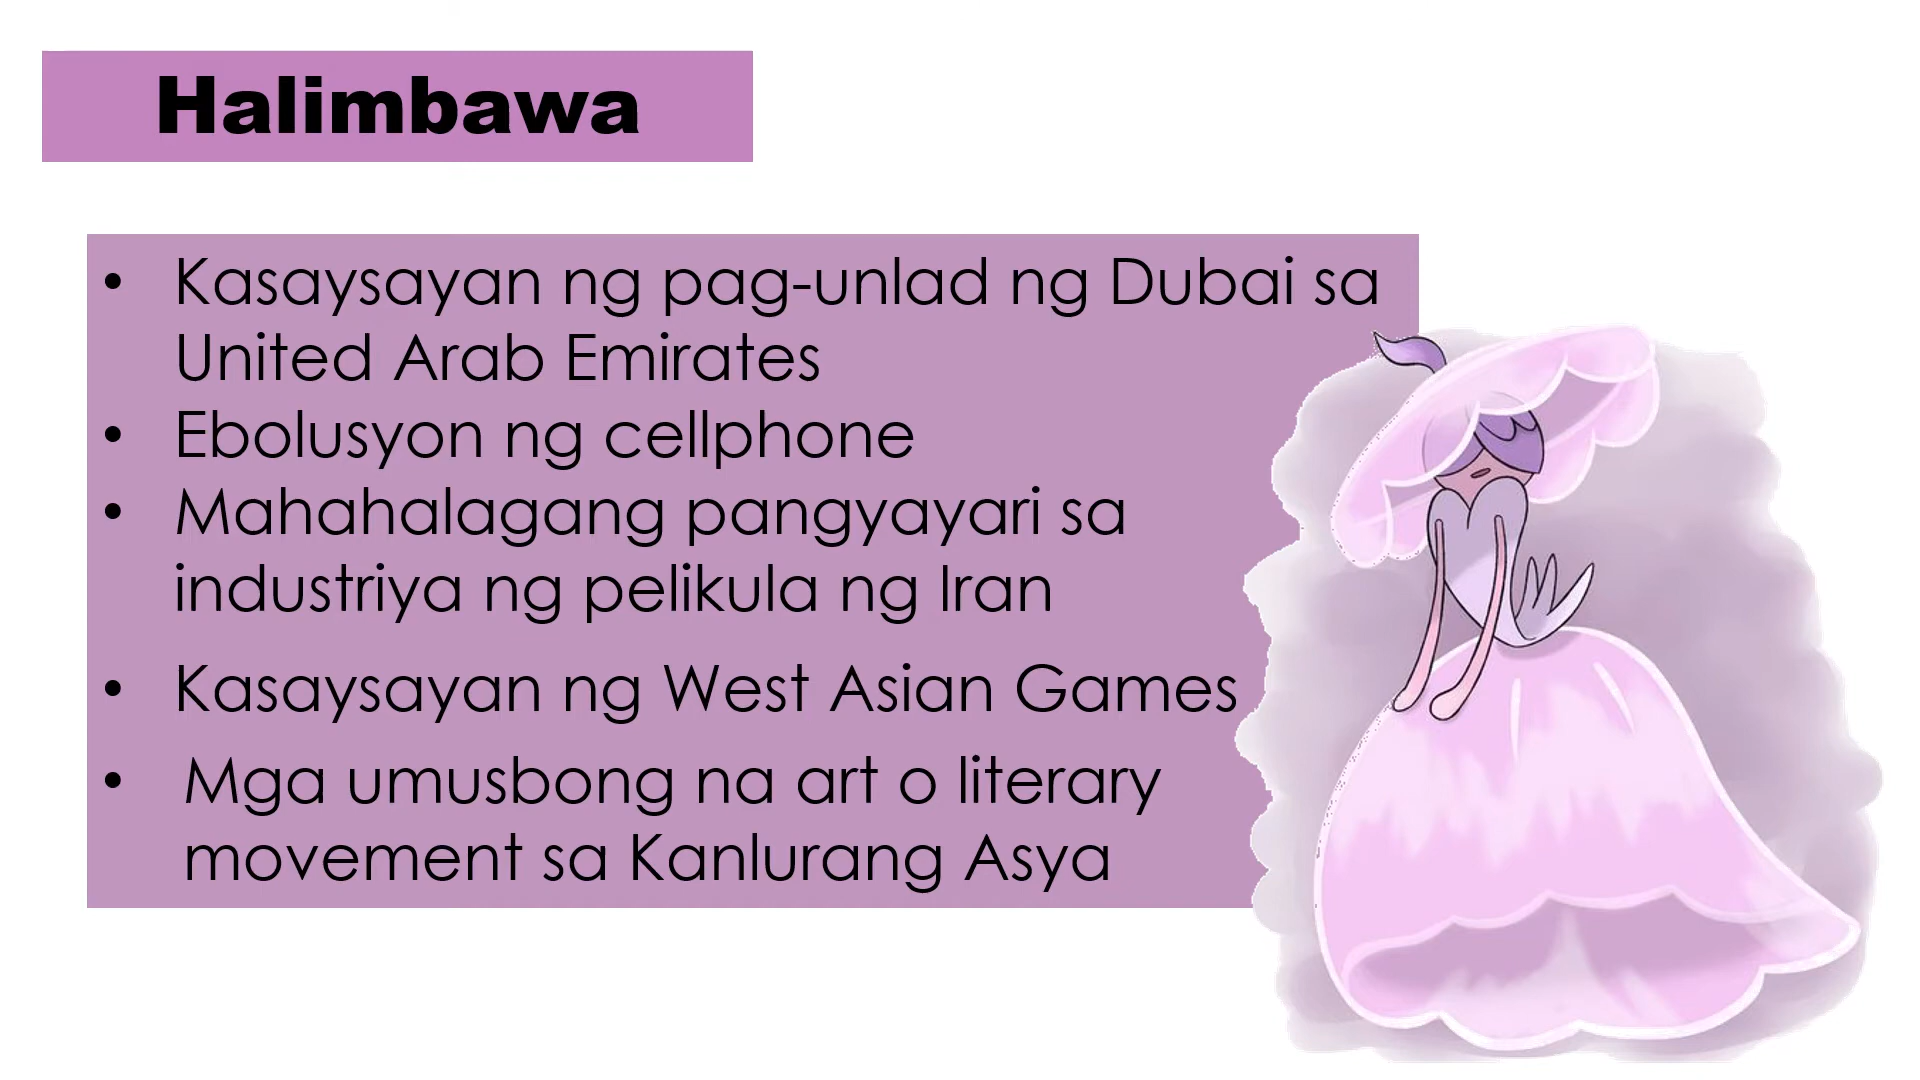 Halimbawa
• Kasaysayan ng pag-unlad ng Dubai sa
United Arab Emirates
• Ebolusyon ng cellphone
• Mahahalagang pangyayari sa
industriya ng pelikula ng Iran
• Kasaysayan ng West Asian Games
• Mga umusbong na art o literary
movement sa Kanlurang Asya